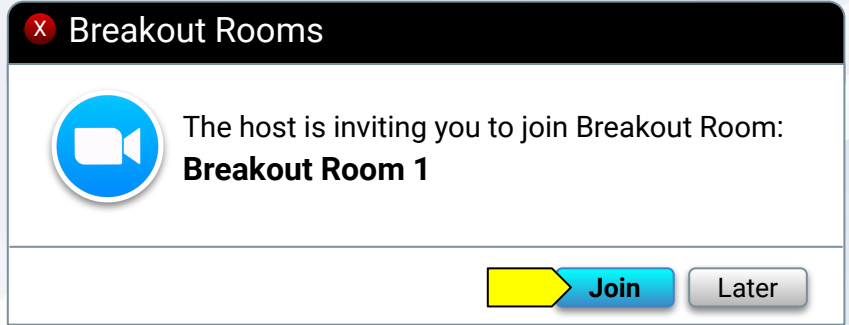 X Breakout Rooms
The host is inviting you to join Breakout Room:
Breakout Room 1
Join Later